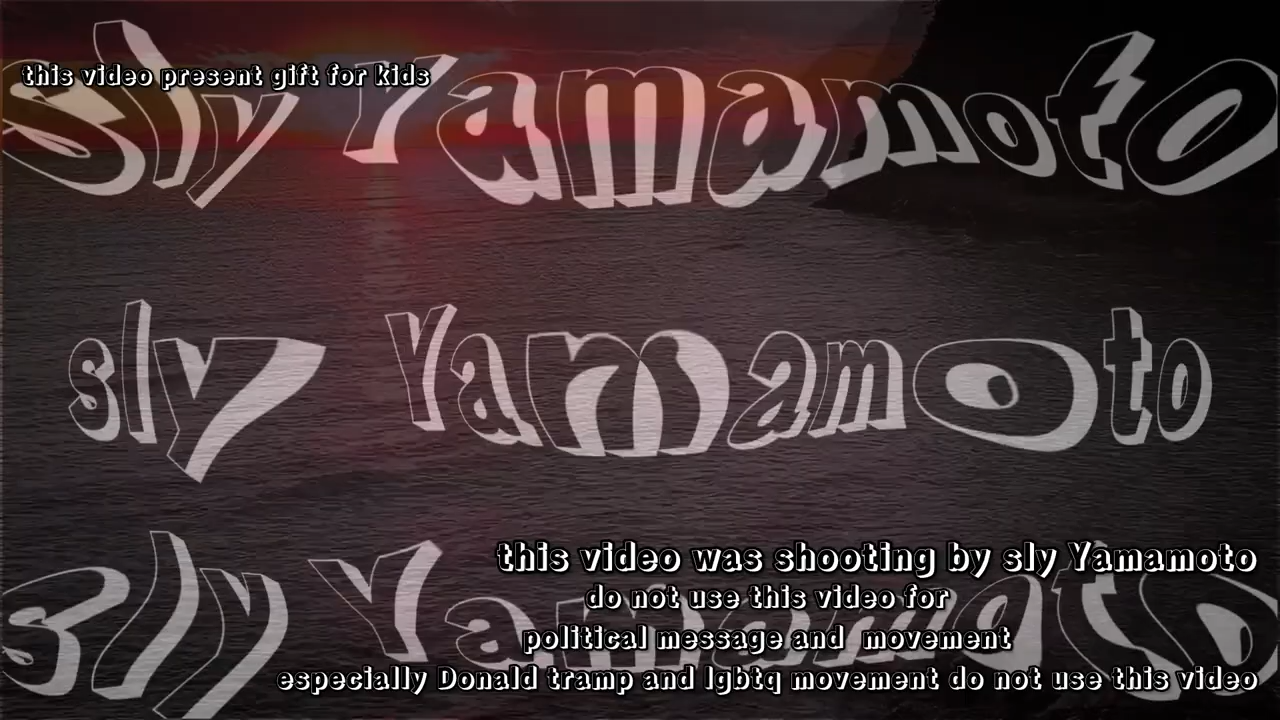 this video present gift for kids
sly Yamamoto
sly Yamamoto
sly Yamamoto
this video was shooting by sly Yamamoto
do not use this video for
political message and movement
especially Donald tramp and lgbtq movement do not use this video